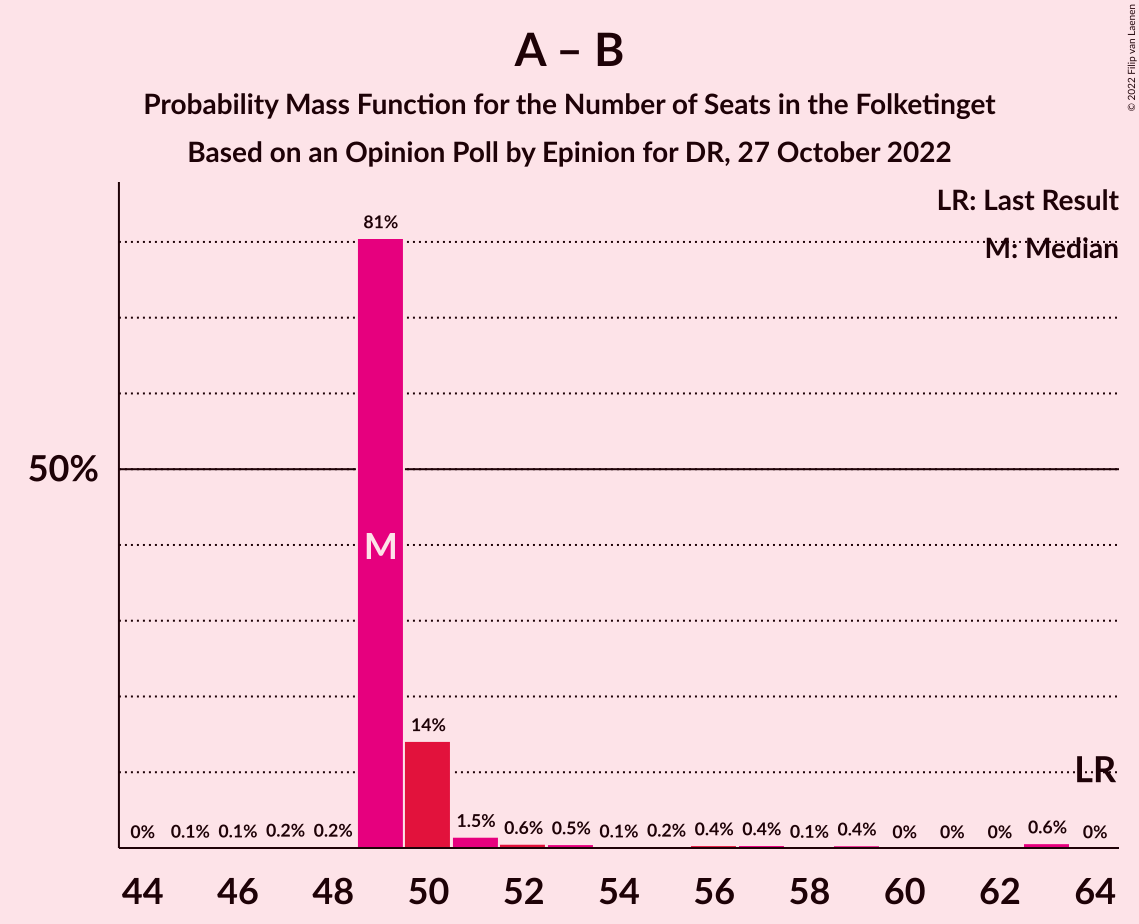 A – B
Probability Mass Function for the Number of Seats in the Folketinget
Based on an Opinion Poll by Epinion for DR, 27 October 2022
© 2022 Filip van Laenen
LR: Last Result
M: Median
81%
50%
M
14%
LR
0% 0.1% 0.1% 0.2% 0.2% 1.5% 0.6% 0.5% 0.1% 0.2% 0.4% 0.4% 0.1% 0.4% 0% 0% 0% 0.6% 0%
44 46 48 50 52 54 56 58 60 62 64